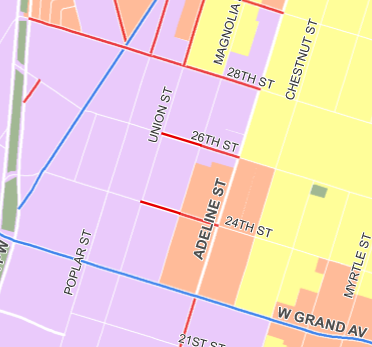 MAGNOLIA
CHESTNUT ST
28TH ST
UNION ST
26TH ST
ADELINE ST
24TH ST
POPLAR ST
MYRTLE ST
W
W GRAND AV
21ST ST